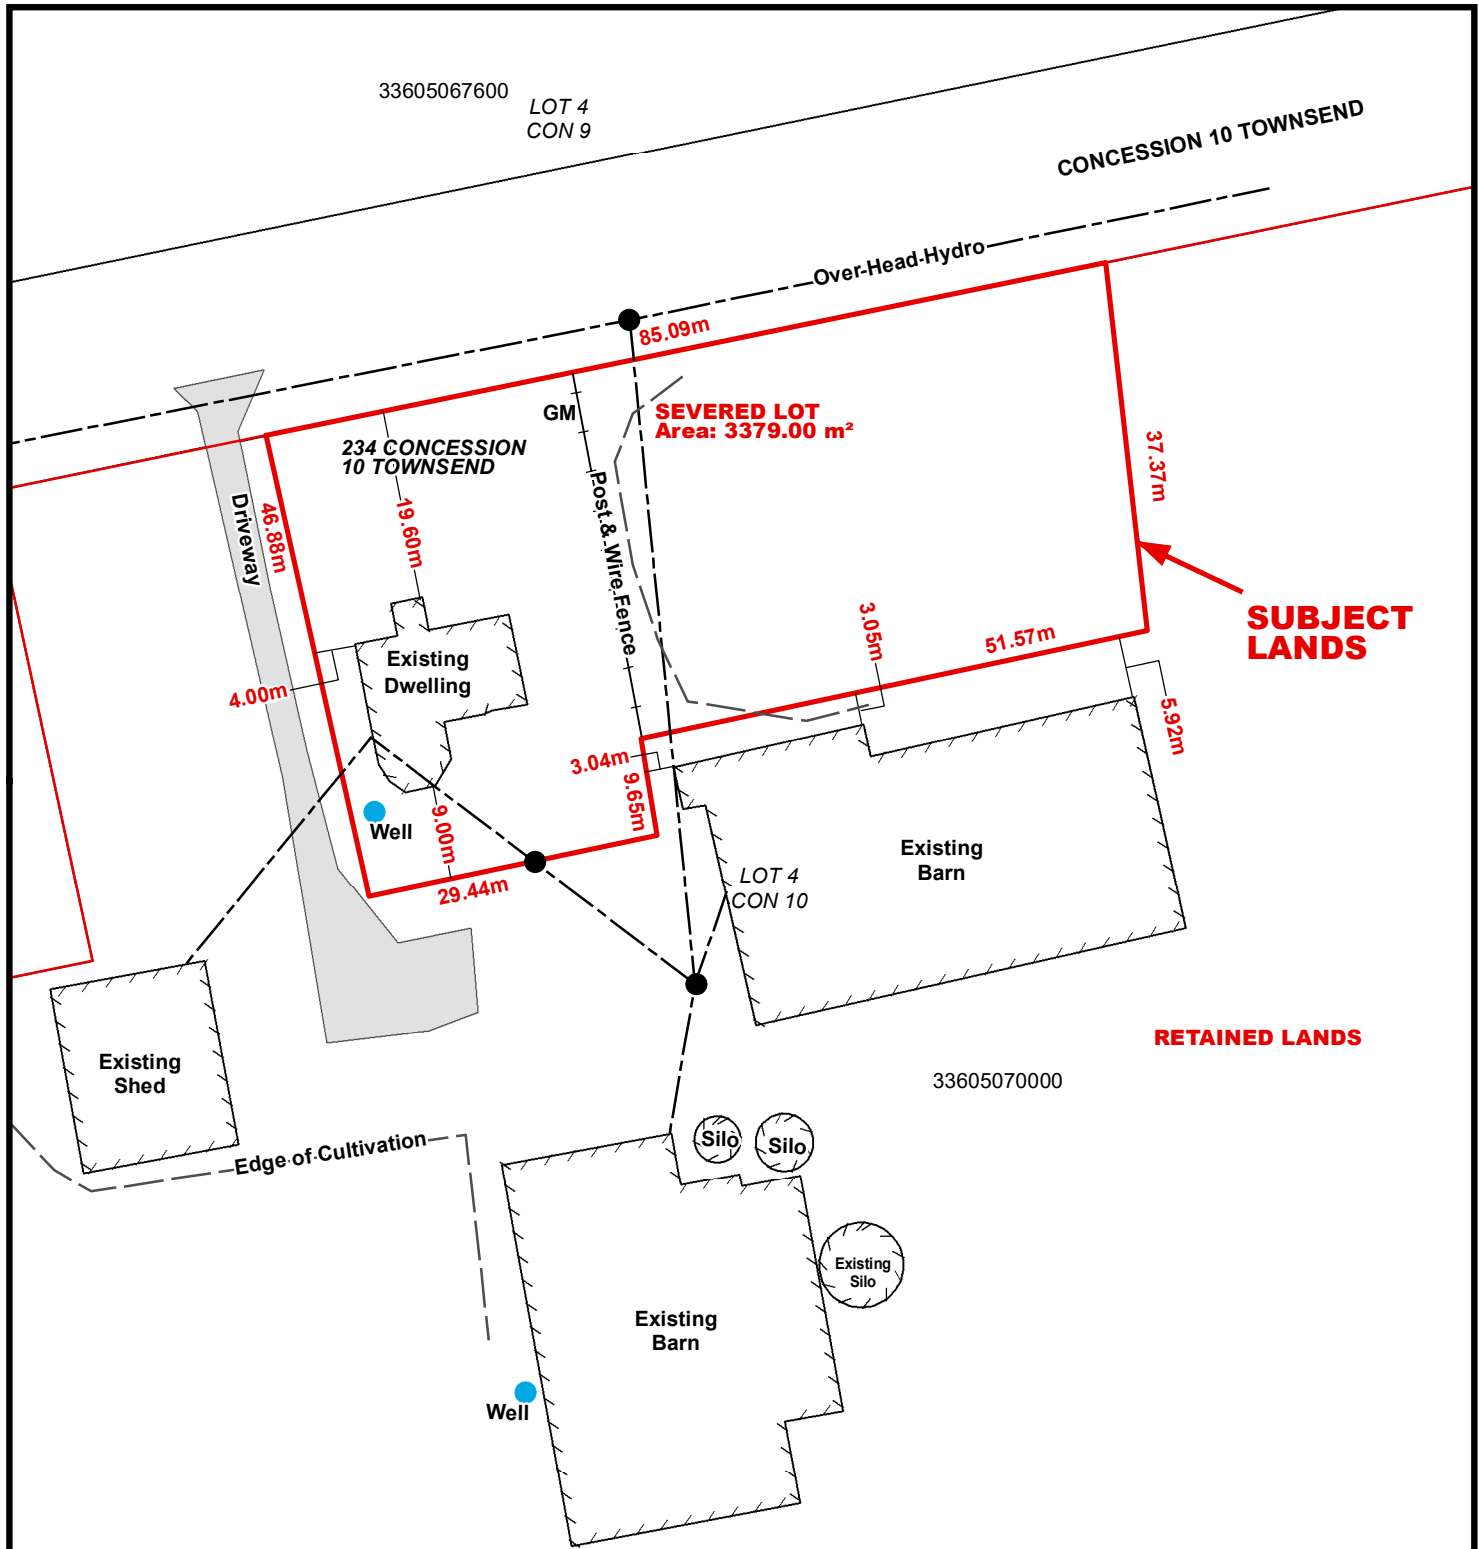 33605067600
LOT 4
CON 9
CONCESSION 10 TOWNSEND
Over-Head-Hydro
85.09m
GM
SEVERED LOT
Area: 3379.00 m²
234 CONCESSION
10 TOWNSEND
37.37m
Driveway
46.88m
19.60m
Post & Wire Fence
SUBJECT
LANDS
3.05m
51.57m
Existing
Dwelling
4.00m
5.92m
3.04m
9.65m
Well
9.00m
29.44m
Existing
Barn
LOT 4
CON 10
RETAINED LANDS
Existing
Shed
33605070000
Edge of Cultivation
Silo
Silo
Existing
Silo
Existing
Barn
Well